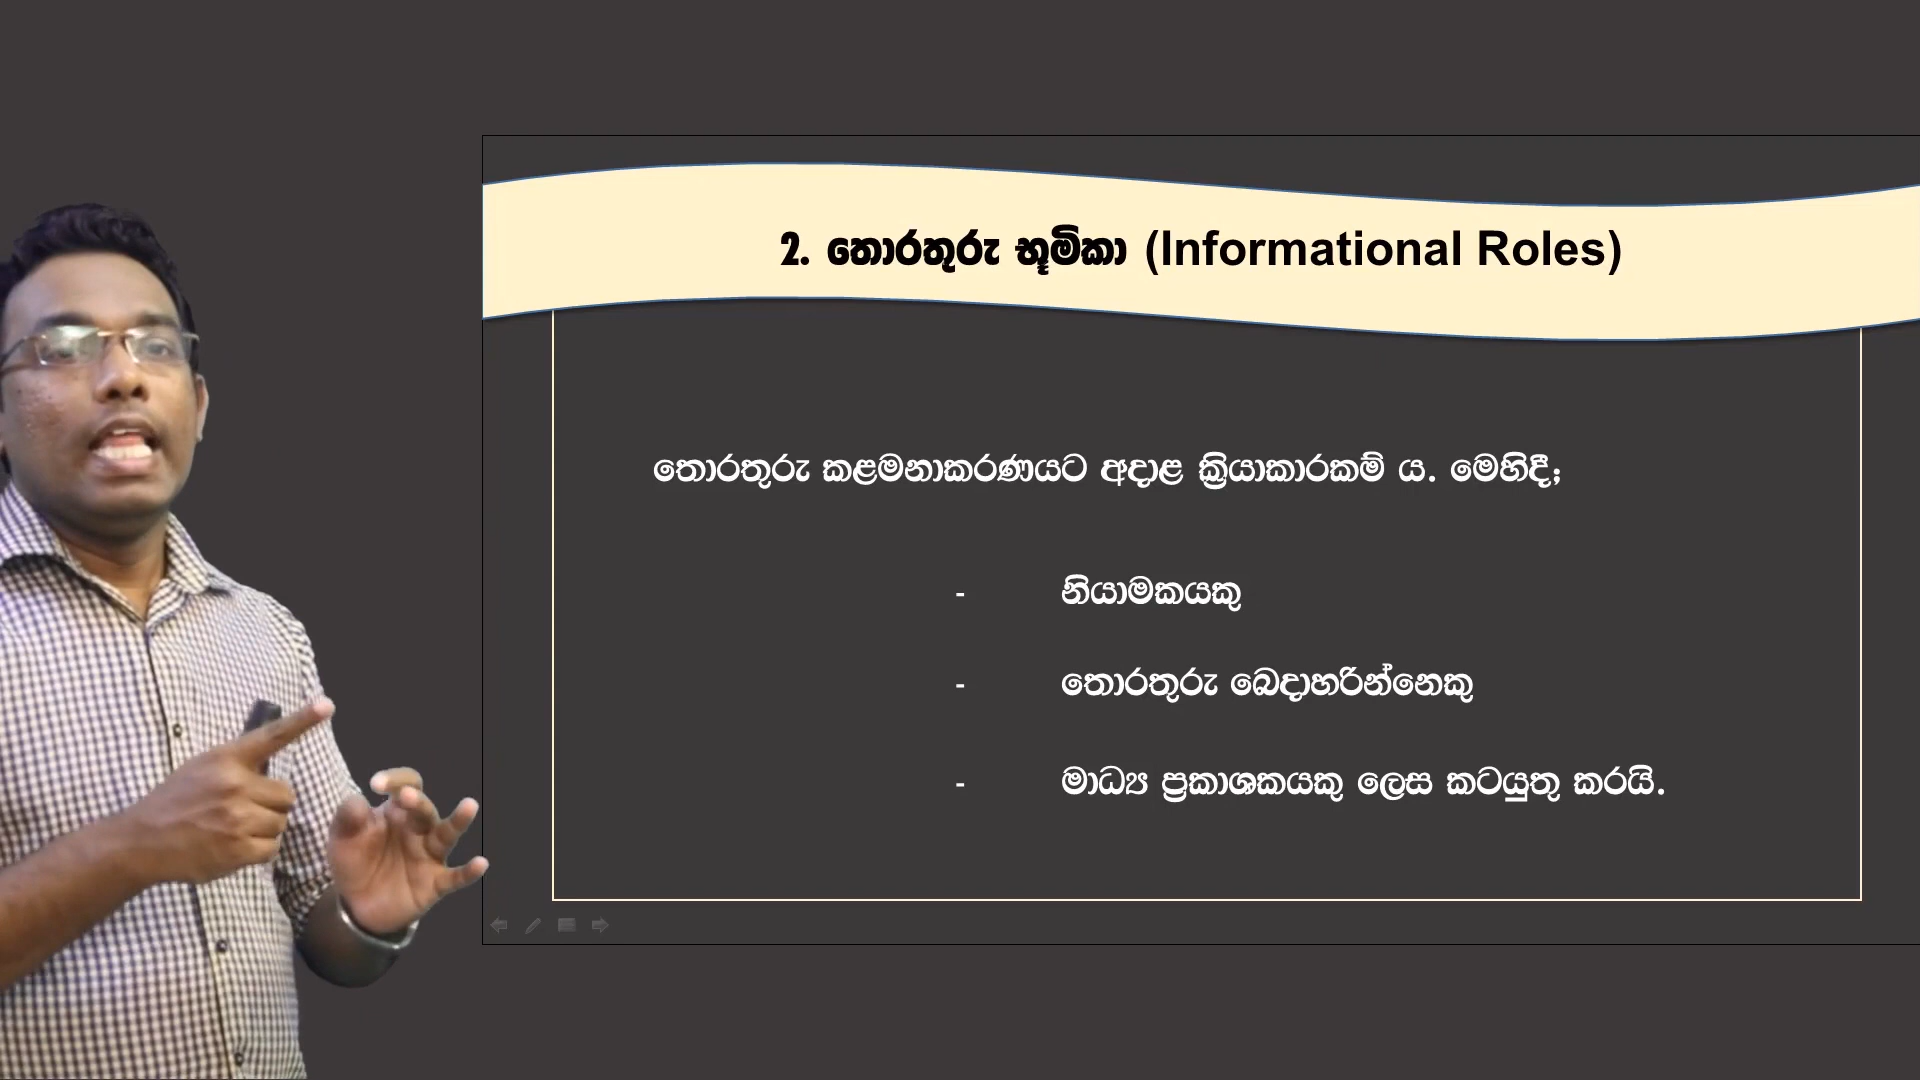 2. තොරතුරු භූමිකා (Informational Roles)
තොරතුරු කළමනාකරණයට අදාළ ක්‍රියාකාරකම් ය. මෙහිදී;
- නියාමකයකු
- තොරතුරු බෙදාහරින්නෙකු
- මාධ්‍ය ප්‍රකාශකයකු ලෙස කටයුතු කරයි.